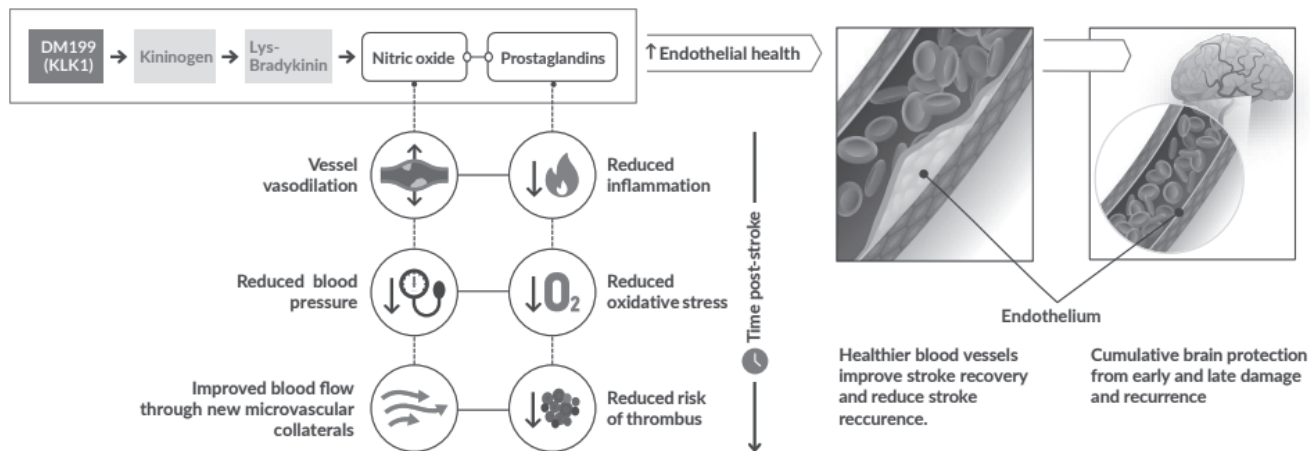 DM199
(KLK1)
Kininogen
Lys-
Bradykinin
Nitric oxide
Prostaglandins
↑ Endothelial health
Vessel
vasodilation
Reduced
inflammation
Reduced blood
pressure
O2
Reduced
oxidative stress
Improved blood flow
through new microvascular
collaterals
Reduced risk
of thrombus
Time post-stroke
Endothelium
Healthier blood vessels
improve stroke recovery
and reduce stroke
reccurence.
Cumulative brain protection
from early and late damage
and recurrence